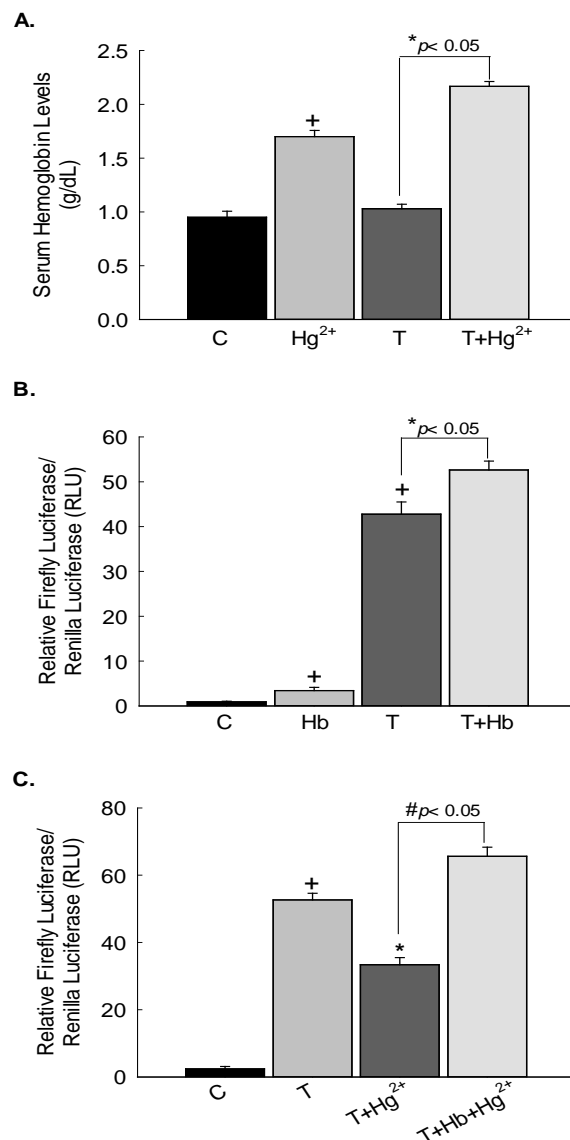 A.
*p< 0.05
Serum Hemoglobin Levels
(g/dL)
2.5
2.0
1.5
1.0
0.5
0.0
+
C
Hg²⁺
T
T+Hg²⁺
B.
*p< 0.05
Relative Firefly Luciferase/
Renilla Luciferase (RLU)
60
50
40
30
20
10
0
+
+
C
Hb
T
T+Hb
C.
#p< 0.05
Relative Firefly Luciferase/
Renilla Luciferase (RLU)
80
60
40
20
0
+
*
C
T
T+Hg²⁺
T+Hb+Hg²⁺